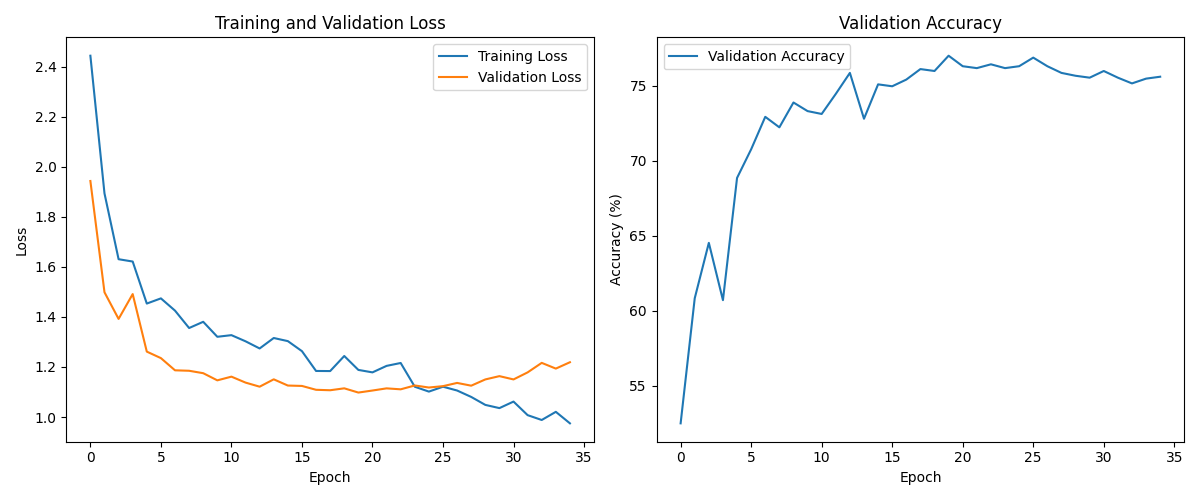 Training and Validation Loss
Training Loss
Validation Loss
2.4
2.2
2.0
1.8
1.6
1.4
1.2
1.0
Loss
0 5 10 15 20 25 30 35
Epoch
Validation Accuracy
Validation Accuracy
75
70
65
60
55
Accuracy (%)
0 5 10 15 20 25 30 35
Epoch